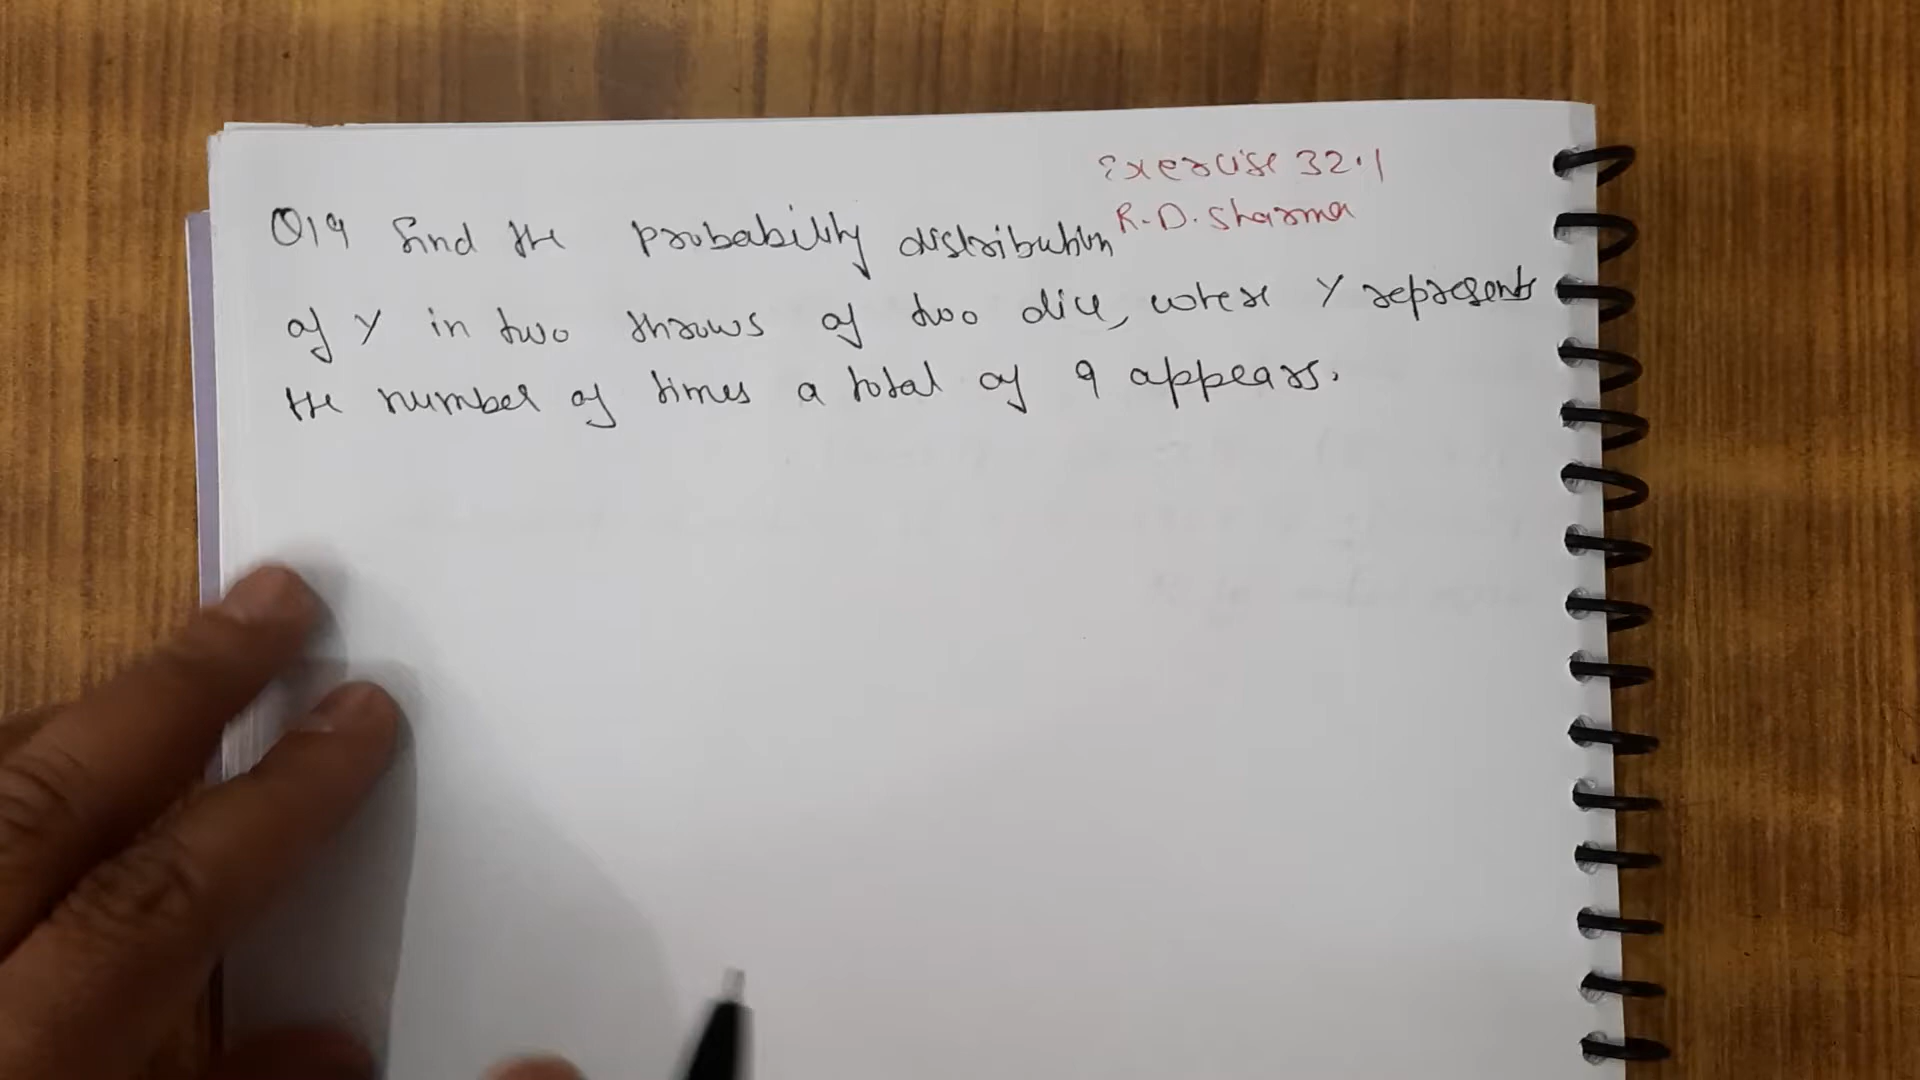 Exercise 32.1
R.D. Sharma
Q19 find the probability distribution
of Y in two throws of two dice, where Y represents
the number of times a total of 9 appears.